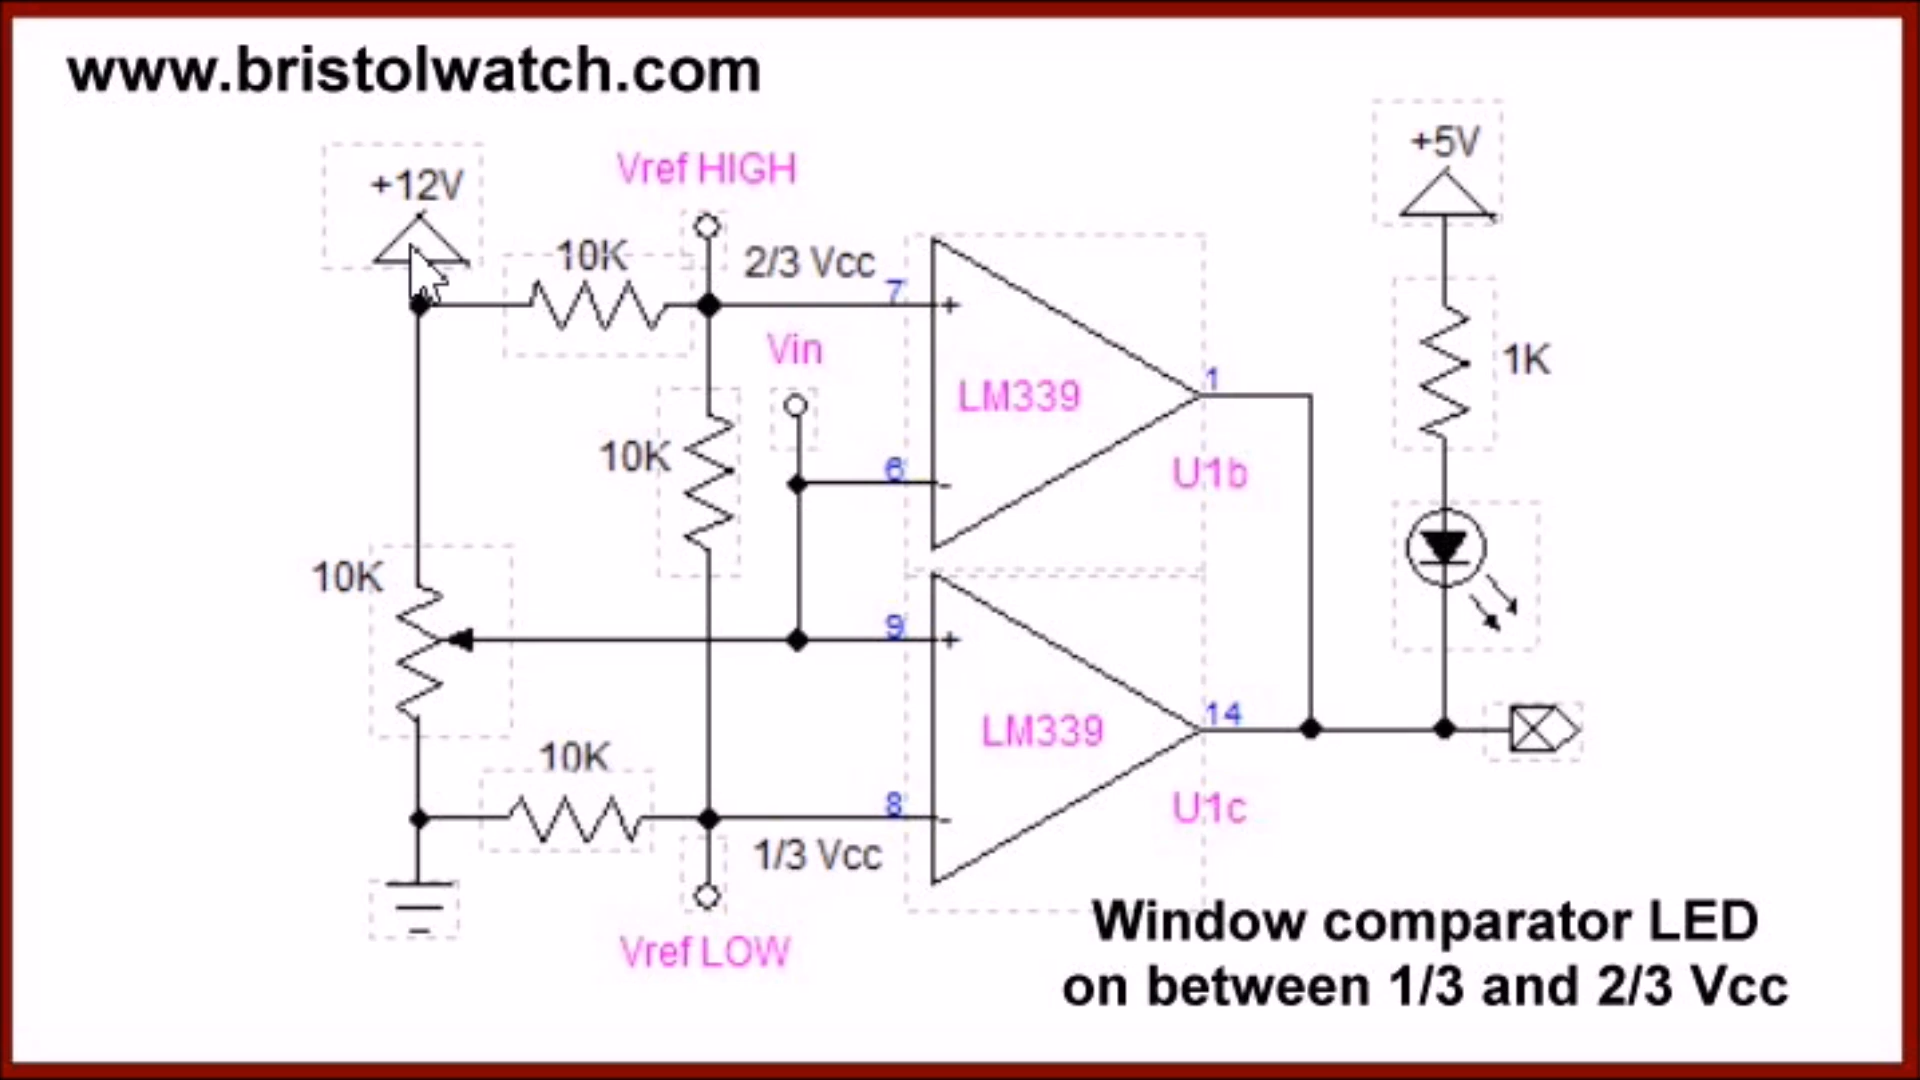 www.bristolwatch.com
+5V
+12V
Vref HIGH
10K
2/3 Vcc
7
+
Vin
1K
LM339
1
10K
6
-
U1b
10K
9
+
LM339
14
10K
8
-
U1c
1/3 Vcc
Vref LOW
Window comparator LED
on between 1/3 and 2/3 Vcc